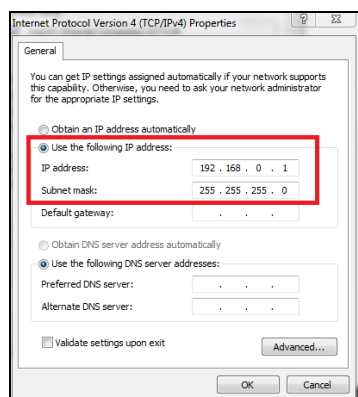 Internet Protocol Version 4 (TCP/IPv4) Properties
General
You can get IP settings assigned automatically if your network supports
this capability. Otherwise, you need to ask your network administrator
for the appropriate IP settings.
Obtain an IP address automatically
Use the following IP address:
IP address: 192 . 168 . 0 . 1
Subnet mask: 255 . 255 . 255 . 0
Default gateway: . . .
Obtain DNS server address automatically
Use the following DNS server addresses:
Preferred DNS server: . . .
Alternate DNS server: . . .
Validate settings upon exit
Advanced...
OK Cancel